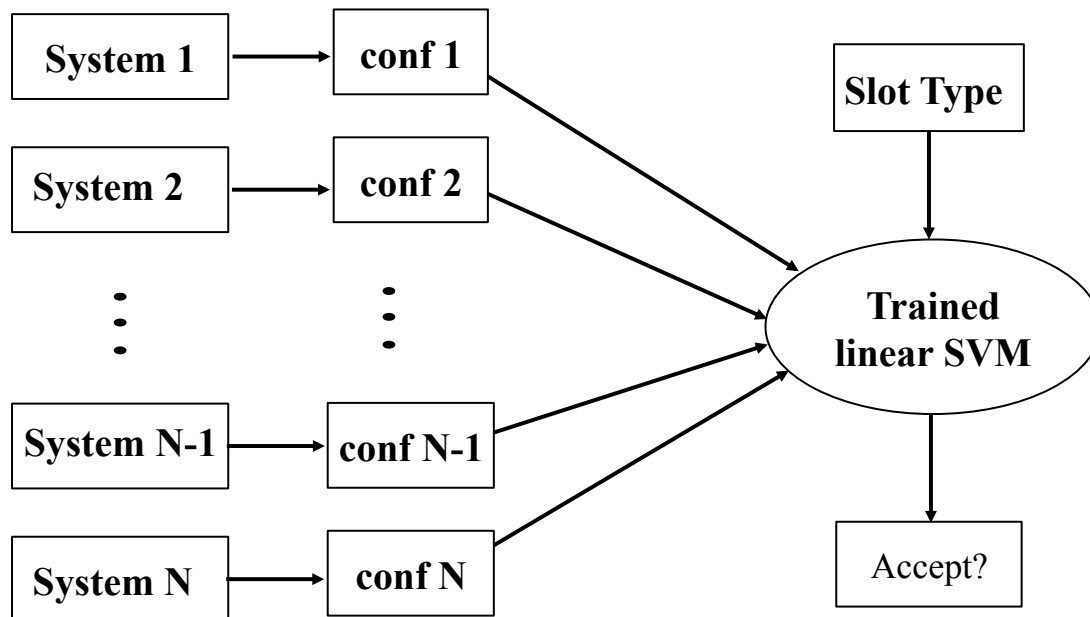 System 1
conf 1
Slot Type
System 2
conf 2
Trained
linear SVM
System N-1
conf N-1
System N
conf N
Accept?